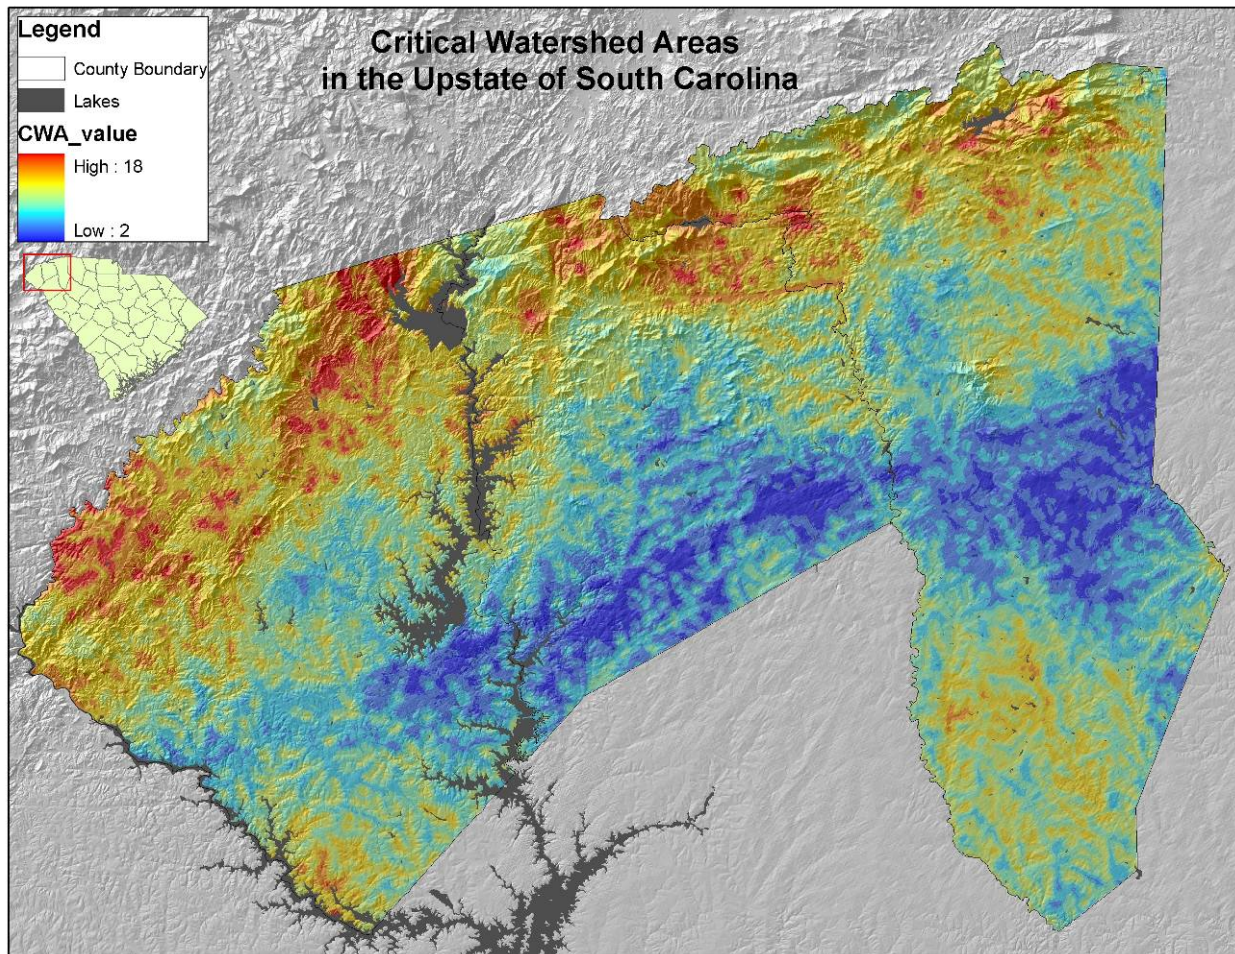 Legend
County Boundary
Lakes
CWA_value
High : 18
Low : 2
Critical Watershed Areas
in the Upstate of South Carolina